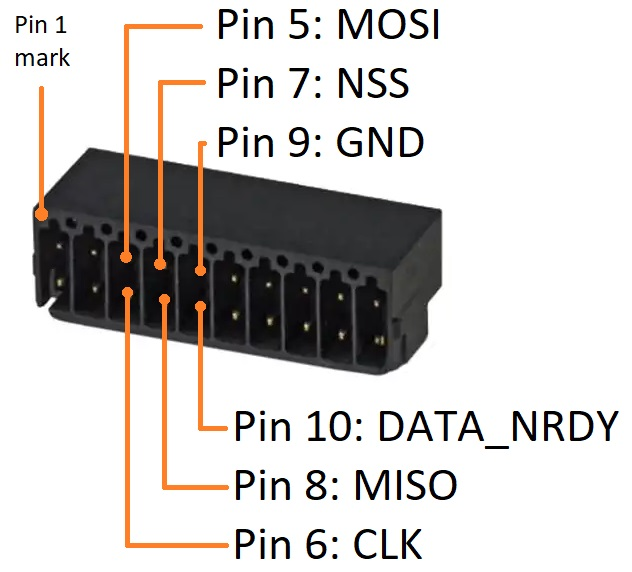 Pin 1
mark
Pin 5: MOSI
Pin 7: NSS
Pin 9: GND
Pin 10: DATA_NRDY
Pin 8: MISO
Pin 6: CLK